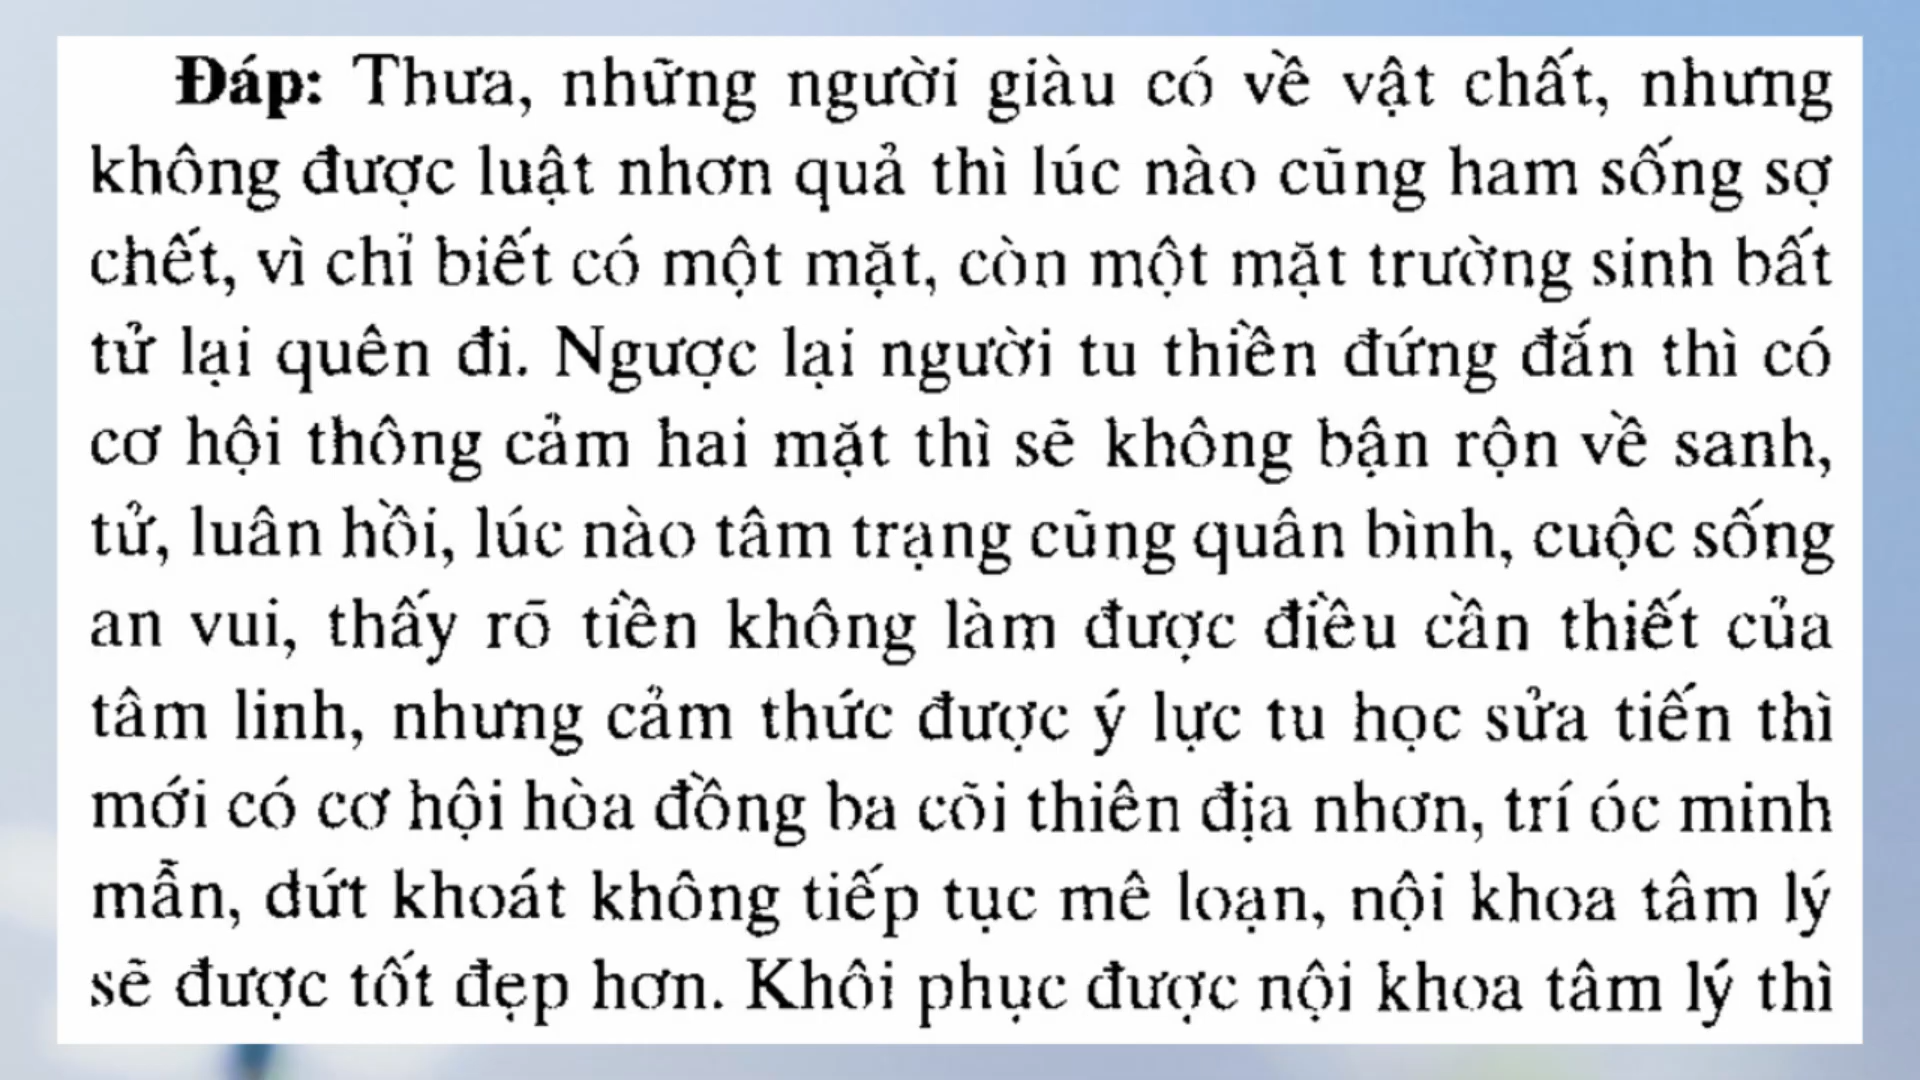 Đáp: Thưa, những người giàu có về vật chất, nhưng
không được luật nhơn quả thì lúc nào cũng ham sống sợ
chết, vì chỉ biết có một mặt, còn một mặt trường sinh bất
tử lại quên đi. Ngược lại người tu thiền đứng đắn thì có
cơ hội thông cảm hai mặt thì sẽ không bận rộn về sanh,
tử, luân hồi, lúc nào tâm trạng cũng quân bình, cuộc sống
an vui, thấy rõ tiền không làm được điều cần thiết của
tâm linh, nhưng cảm thức được ý lực tu học sửa tiến thì
mới có cơ hội hòa đồng ba cõi thiên địa nhơn, trí óc minh
mẫn, dứt khoát không tiếp tục mê loạn, nội khoa tâm lý
sẽ được tốt đẹp hơn. Khôi phục được nội khoa tâm lý thì